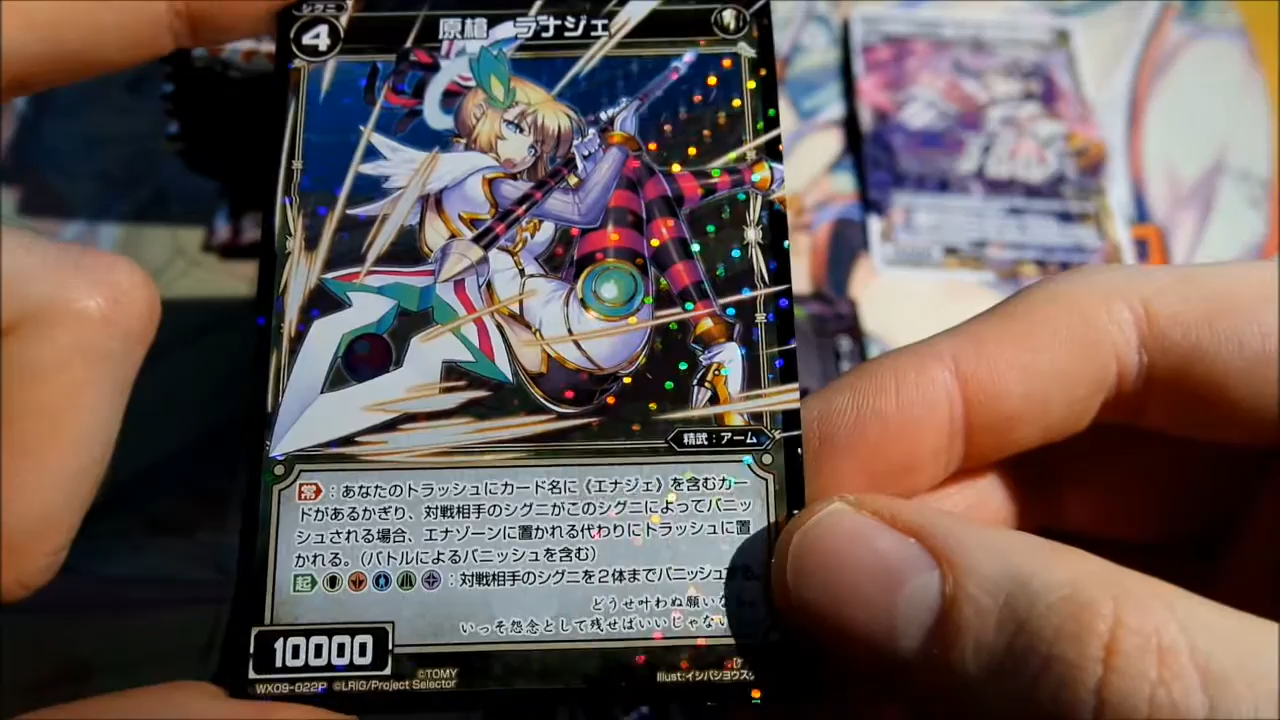 シグニ
4
原槍 ラナジェ
精武:アーム
常:あなたのトラッシュにカード名に《エナジェ》を含むカー
ドがあるかぎり、対戦相手のシグニがこのシグニによってバニッ
シュされる場合、エナゾーンに置かれる代わりにトラッシュに置
かれる。(バトルによるバニッシュを含む)
起 :対戦相手のシグニを2体までバニッシュ
どうせ叶わぬ願い
いっそ怨念として残せばいいじゃない
10000
©TOMY
WX09-022P ©LRIG/Project Selector
Illust:イシバシヨウスケ